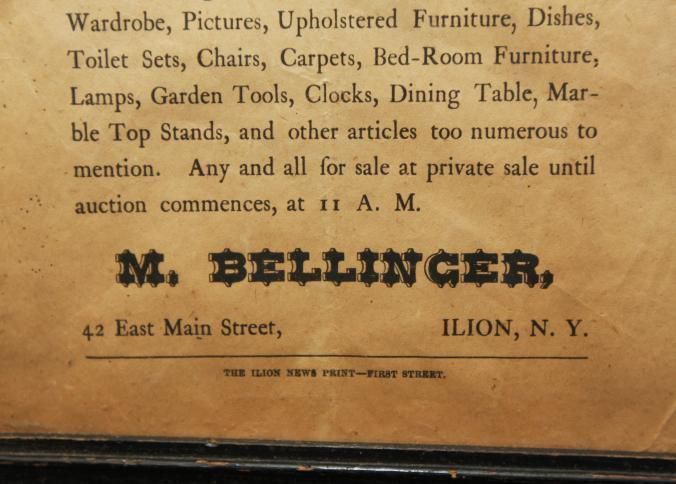 Wardrobe, Pictures, Upholstered Furniture, Dishes,
Toilet Sets, Chairs, Carpets, Bed-Room Furniture,
Lamps, Garden Tools, Clocks, Dining Table, Mar-
ble Top Stands, and other articles too numerous to
mention. Any and all for sale at private sale until
auction commences, at 11 A. M.
M. BELLINGER,
42 East Main Street, ILION, N. Y.
THE ILION NEWS PRINT—FIRST STREET.